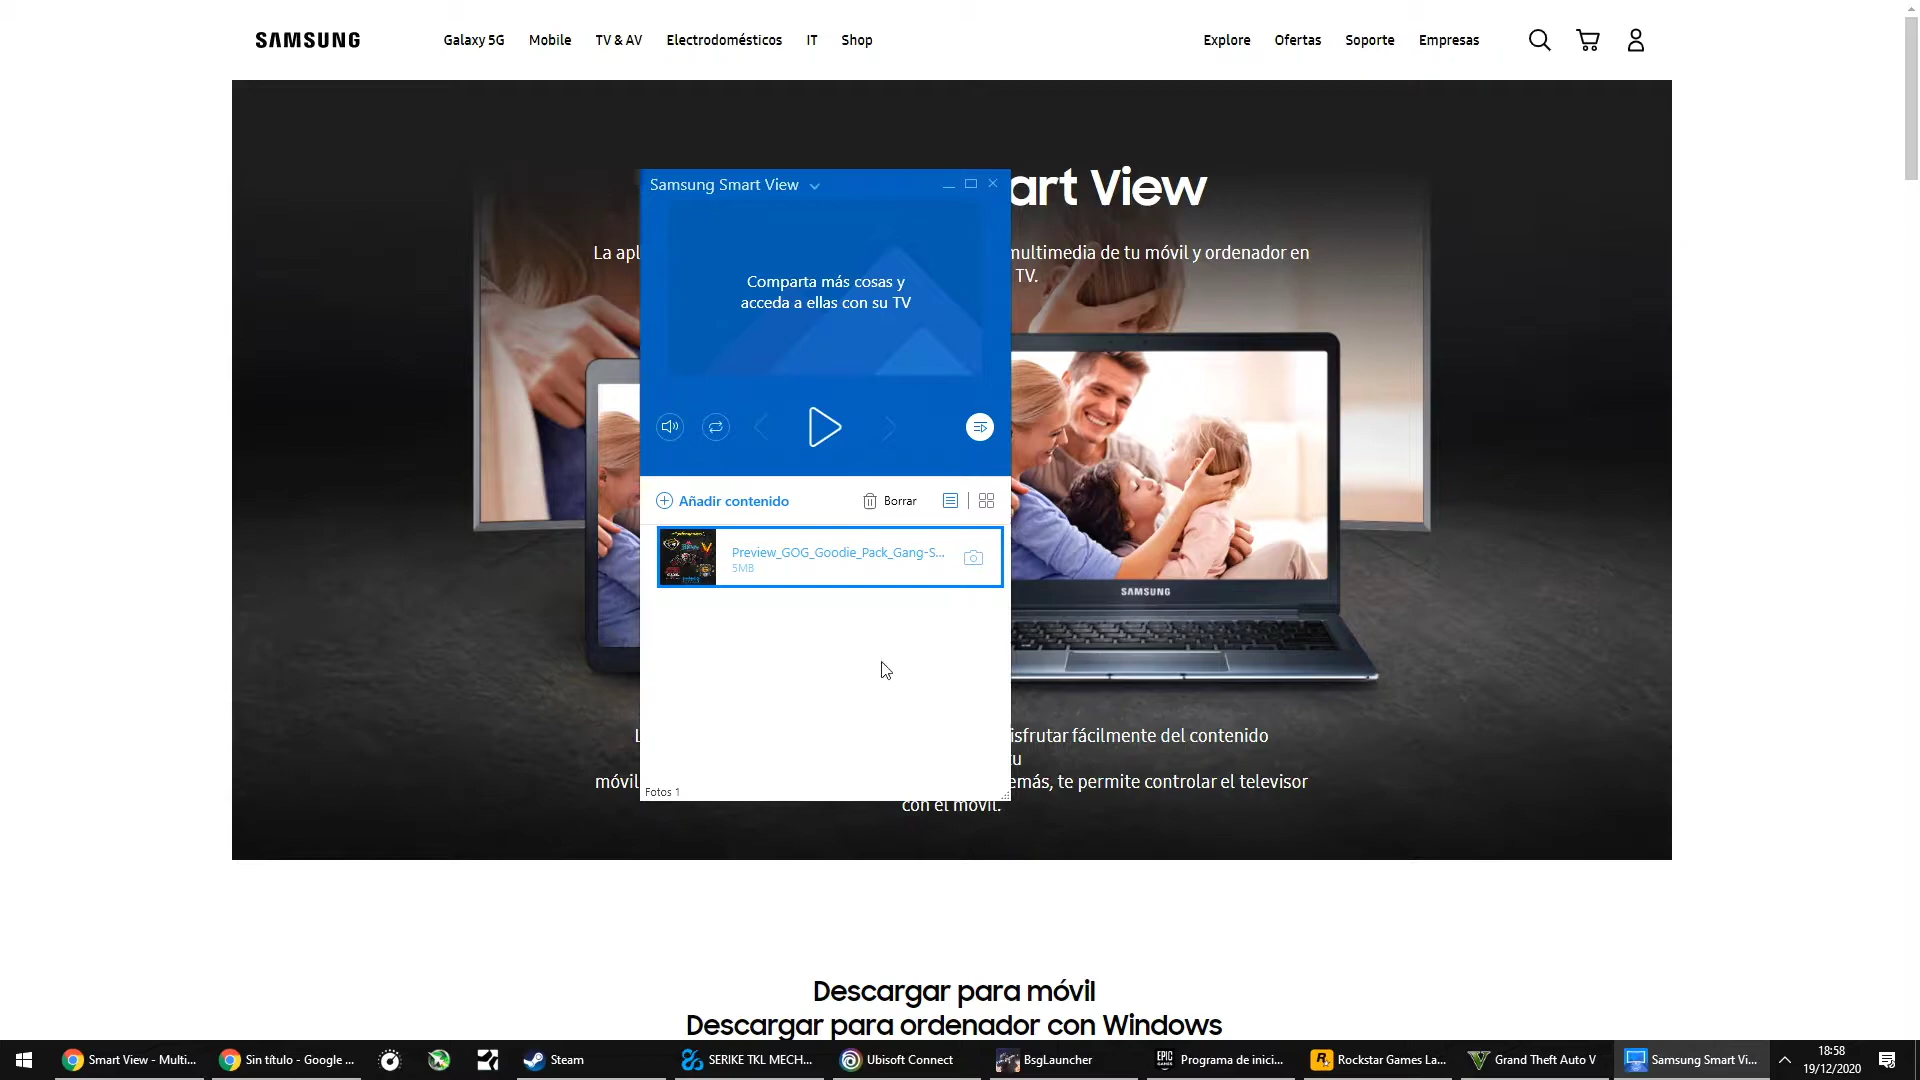 SAMSUNG
Galaxy 5G Mobile TV & AV Electrodomésticos IT Shop
Explore Ofertas Soporte Empresas
art View
La apl
multimedia de tu móvil y ordenador en
TV.
Samsung Smart View
Comparta más cosas y
acceda a ellas con su TV
Añadir contenido
Borrar
Preview_GOG_Goodie_Pack_Gang-S...
5MB
Fotos 1
SAMSUNG
isfrutar fácilmente del contenido
móvil
emás, te permite controlar el televisor
con el móvil.
Descargar para móvil
Descargar para ordenador con Windows
Smart View - Multi...
Sin título - Google ...
Steam
SERIKE TKL MECH...
Ubisoft Connect
BsgLauncher
EPIC GAMES
Programa de inici...
Rockstar Games La...
Grand Theft Auto V
Samsung Smart Vi...
18:58
19/12/2020